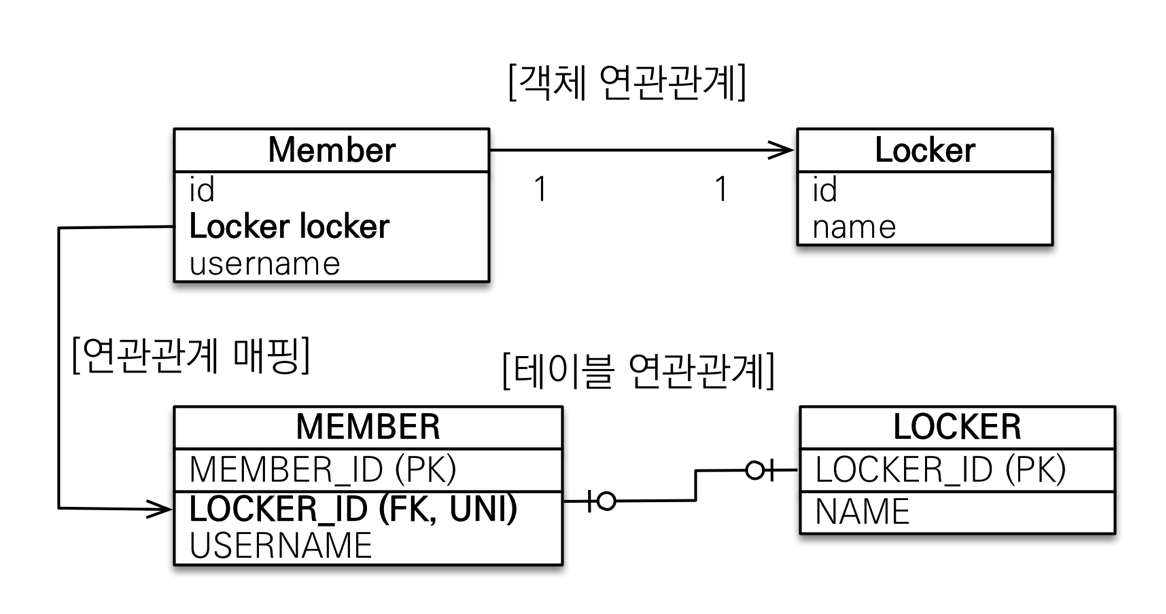 [객체 연관관계]
Member
id
Locker locker
username
1
1
Locker
id
name
[연관관계 매핑]
[테이블 연관관계]
MEMBER
MEMBER_ID (PK)
LOCKER_ID (FK, UNI)
USERNAME
LOCKER
LOCKER_ID (PK)
NAME